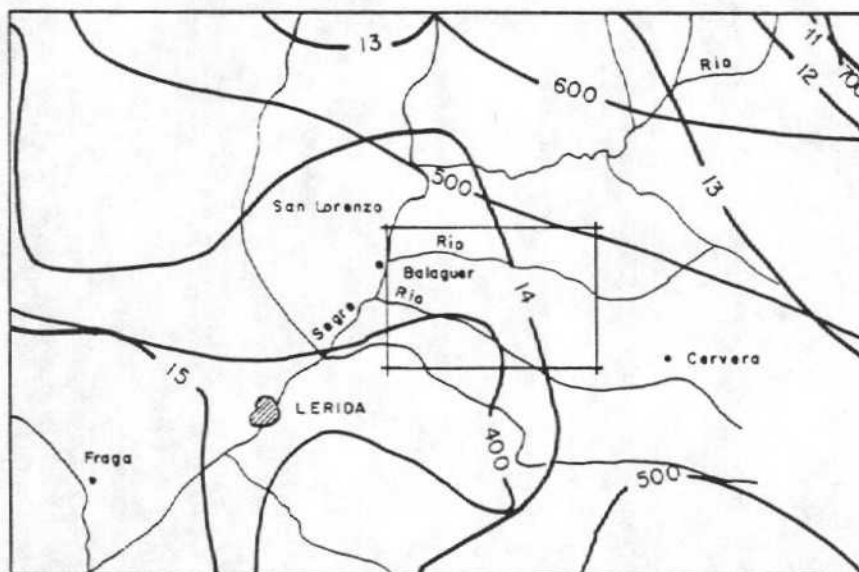 13
11
700
Rio
12
600
500
13
San Lorenzo
Rio
Balaguer
14
Rio
Segre
15
Cervera
LERIDA
400
Fraga
500